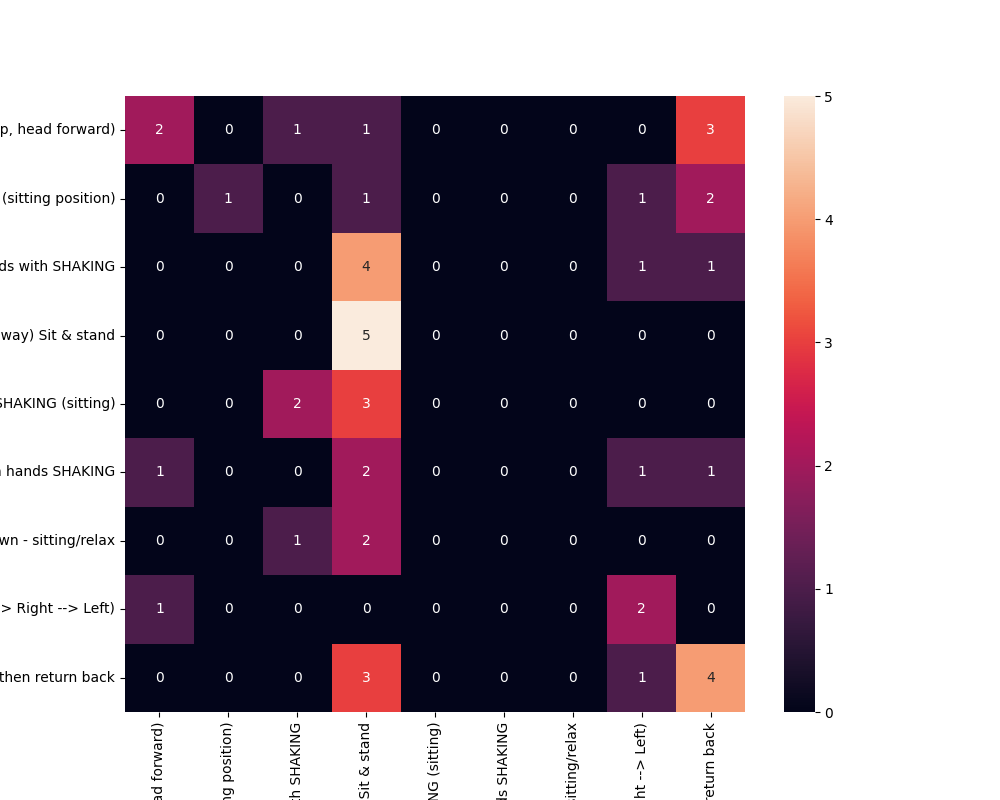 5
p, head forward) 2 0 1 1 0 0 0 0 3
(sitting position) 0 1 0 1 0 0 0 1 2
4
ds with SHAKING 0 0 0 4 0 0 0 1 1
way) Sit & stand 0 0 0 5 0 0 0 0 0
3
SHAKING (sitting) 0 0 2 3 0 0 0 0 0
2
hands SHAKING 1 0 0 2 0 0 0 1 1
wn - sitting/relax 0 0 1 2 0 0 0 0 0
1
> Right --> Left) 1 0 0 0 0 0 0 2 0
then return back 0 0 0 3 0 0 0 1 4
0
ad forward)
ng position)
th SHAKING
Sit & stand
NG (sitting)
ds SHAKING
sitting/relax
ht --> Left)
return back